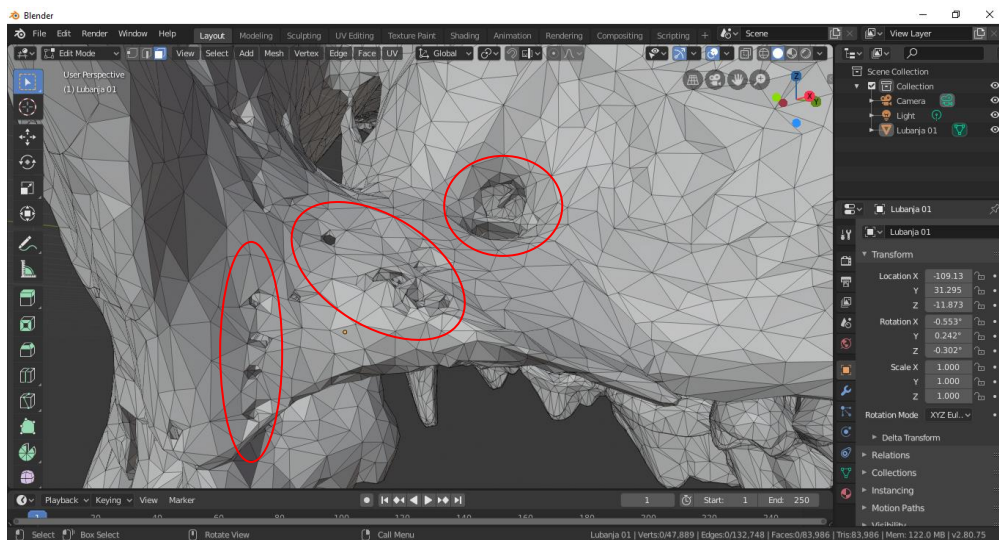 Blender
File Edit Render Window Help Layout Modeling Sculpting UV Editing Texture Paint Shading Animation Rendering Compositing Scripting + Scene View Layer
Edit Mode View Select Add Mesh Vertex Edge Face UV Global
User Perspective
(1) Lubanja 01
Z
X
Y
Scene Collection
Collection
Camera
Light
Lubanja 01
Lubanja 01
Lubanja 01
Transform
Location X -109.13
Y 31.295
Z -11.873
Rotation X -0.553°
Y 0.242°
Z -0.302°
Scale X 1.000
Y 1.000
Z 1.000
Rotation Mode XYZ Eul..
Delta Transform
Relations
Collections
Instancing
Motion Paths
Visibility
Playback Keying View Marker 1 Start: 1 End: 250
1 20 40 60 80 100 120 140 160 180 200 220 240
Select Box Select Rotate View Call Menu Lubanja 01 | Verts:0/47,889 | Edges:0/132,748 | Faces:0/83,986 | Tris:83,986 | Mem: 122.0 MB | v2.80.75